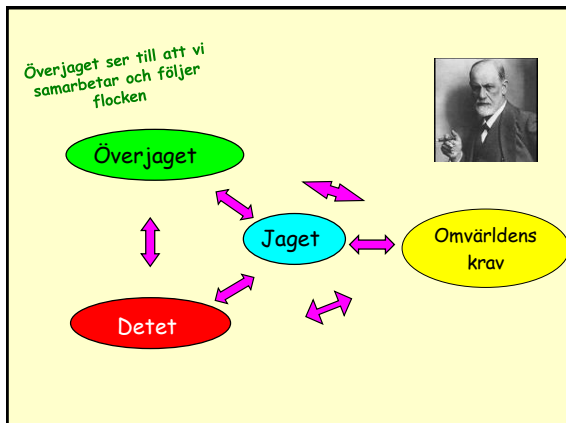 Överjaget ser till att vi
samarbetar och följer
flocken
Överjaget
Jaget
Omvärldens
krav
Detet